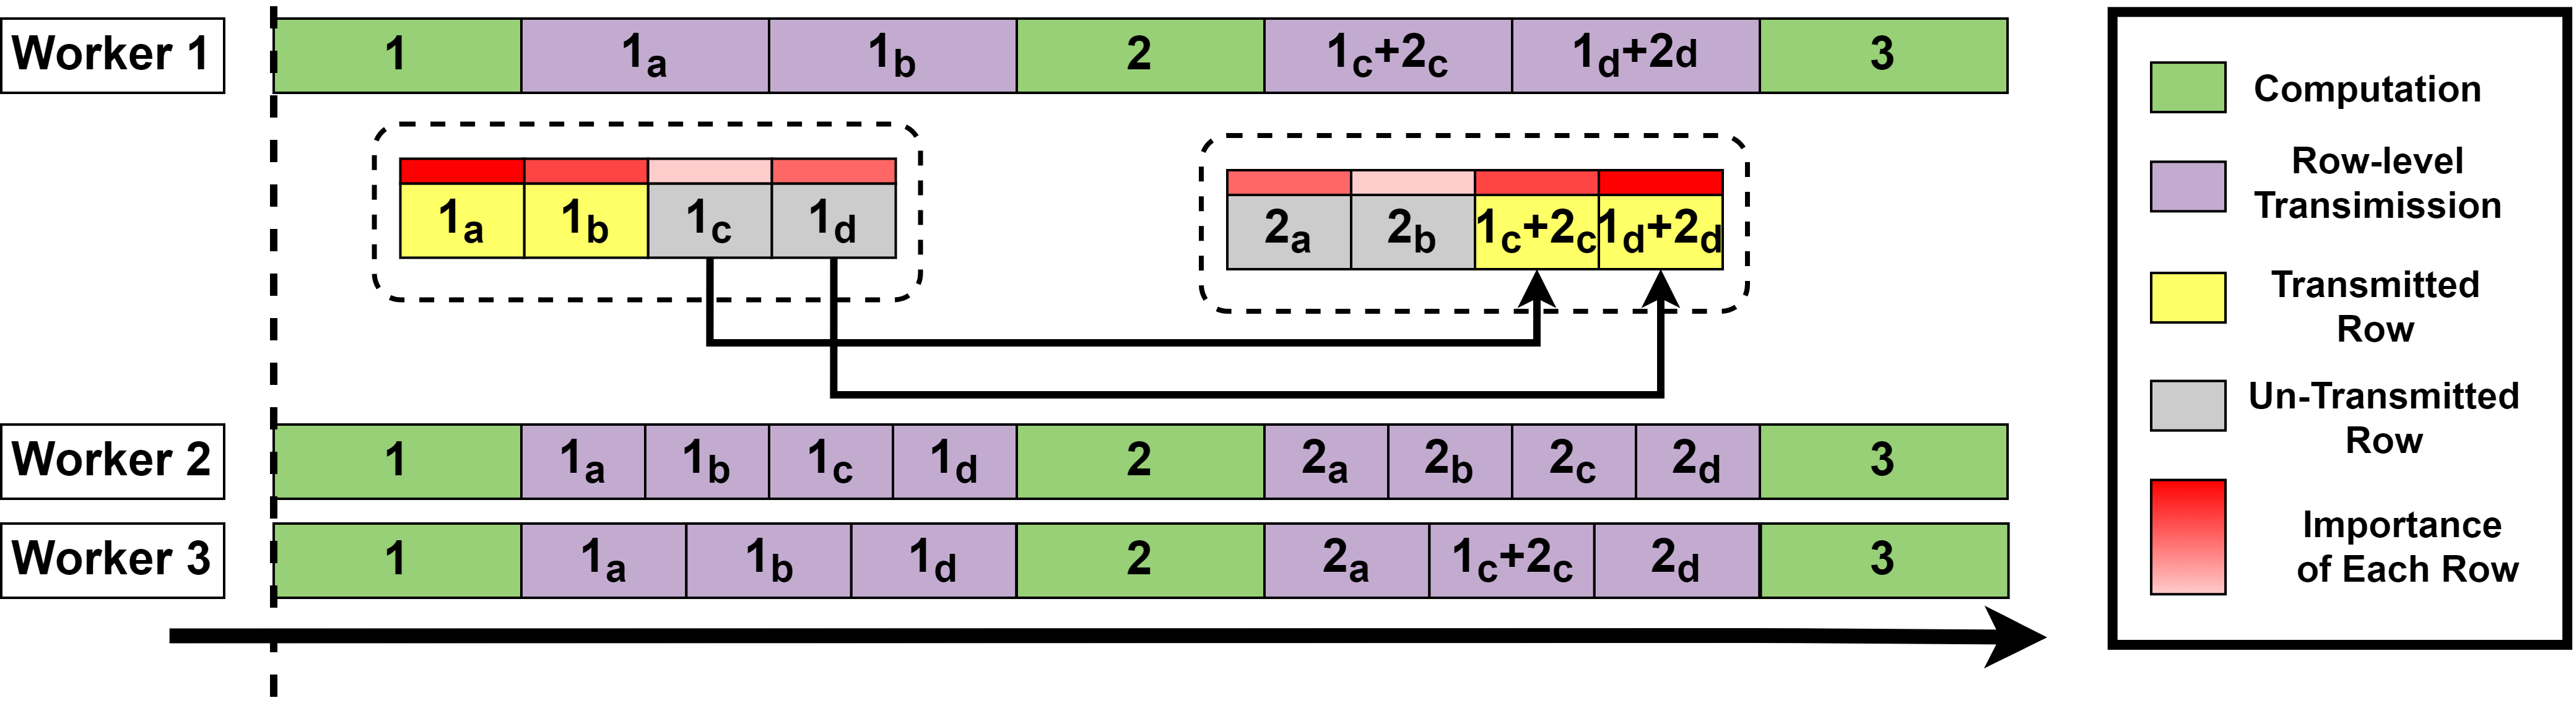 Worker 1 1 1a 1b 2 1c+2c 1d+2d 3
1a 1b 1c 1d
2a 2b 1c+2c 1d+2d
Worker 2 1 1a 1b 1c 1d 2 2a 2b 2c 2d 3
Worker 3 1 1a 1b 1d 2 2a 1c+2c 2d 3
Computation
Row-level
Transimission
Transmitted
Row
Un-Transmitted
Row
Importance
of Each Row